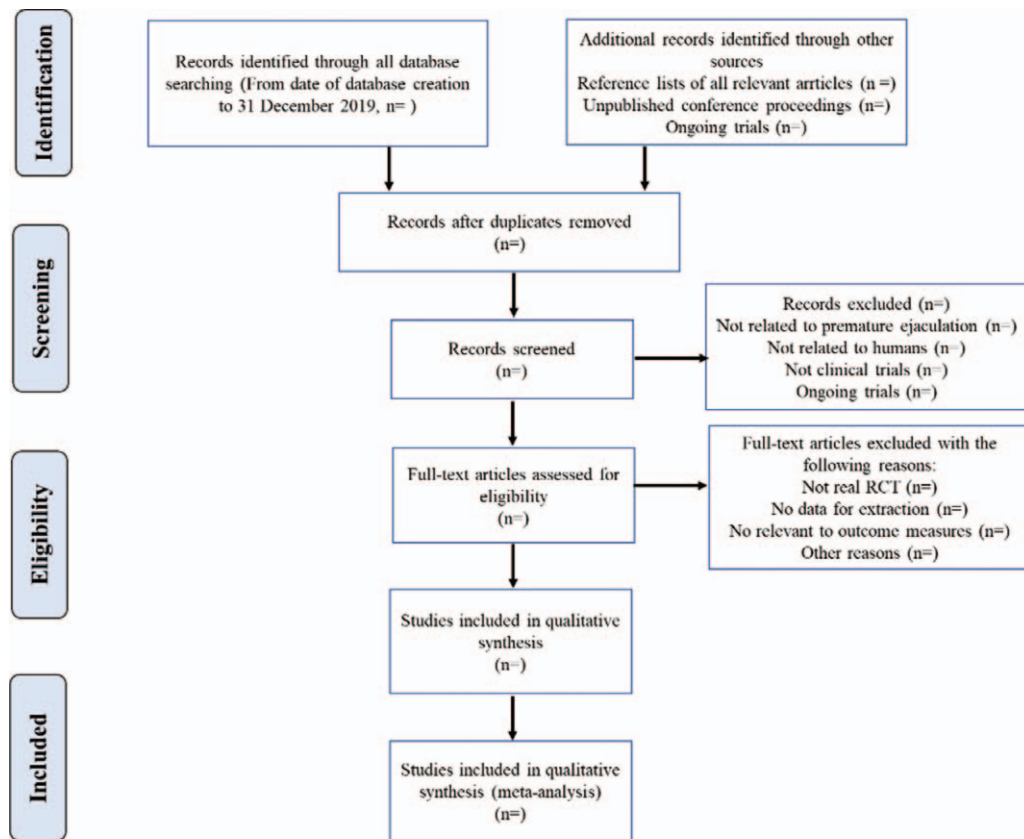 Identification
Records identified through all database
searching (From date of database creation
to 31 December 2019, n= )
Additional records identified through other
sources
Reference lists of all relevant arrticles (n =)
Unpublished conference proceedings (n=)
Ongoing trials (n=)
Records after duplicates removed
(n=)
Screening
Records screened
(n=)
Records excluded (n=)
Not related to premature ejaculation (n=)
Not related to humans (n=)
Not clinical trials (n=)
Ongoing trials (n=)
Eligibility
Full-text articles assessed for
eligibility
(n=)
Full-text articles excluded with the
following reasons:
Not real RCT (n=)
No data for extraction (n=)
No relevant to outcome measures (n=)
Other reasons (n=)
Studies included in qualitative
synthesis
(n=)
Included
Studies included in qualitative
synthesis (meta-analysis)
(n=)